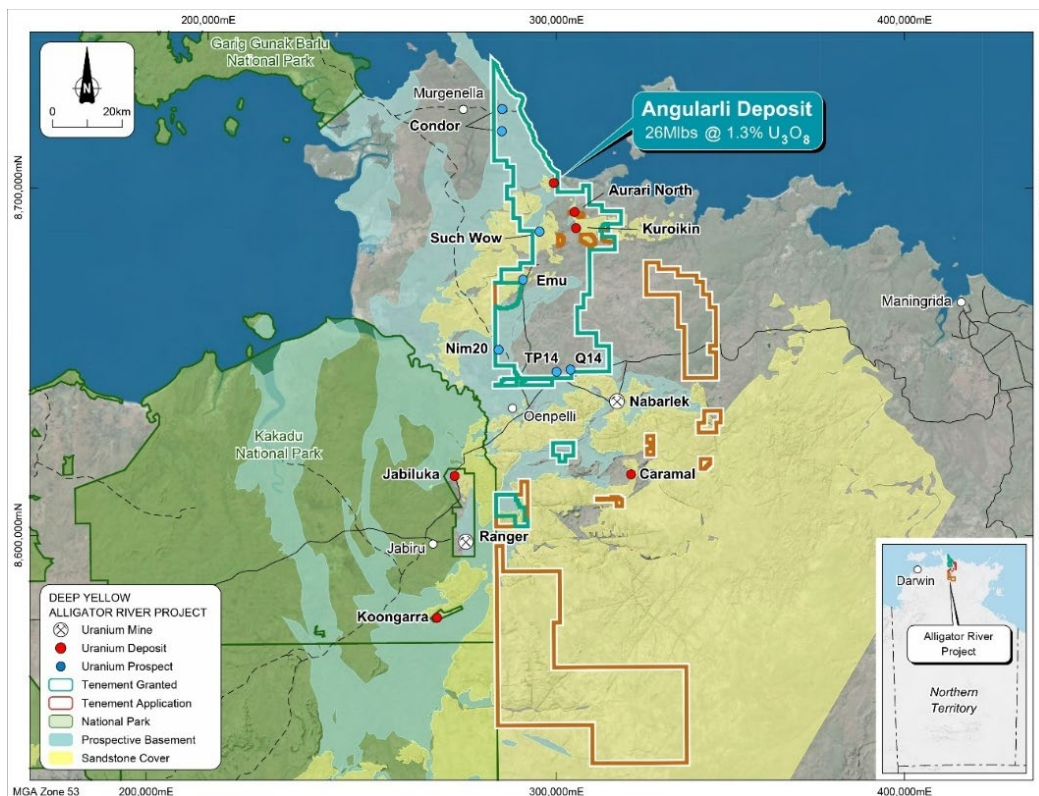 200,000mE
300,000mE
400,000mE
Garig Gunak Barlu
National Park
N
0 20km
Murgenella
Condor
Angularli Deposit
26Mlbs @ 1.3% U₃O₈
8,700,000mN
Aurari North
Such Wow
Kuroikin
Emu
Maningrida
Nim20
TP14
Q14
Nabarlek
Oenpelli
Kakadu
National Park
Jabiluka
Caramal
8,600,000mN
Jabiru
Ranger
Koongarra
DEEP YELLOW
ALLIGATOR RIVER PROJECT
Uranium Mine
Uranium Deposit
Uranium Prospect
Tenement Granted
Tenement Application
National Park
Prospective Basement
Sandstone Cover
Darwin
Alligator River
Project
Northern
Territory
MGA Zone 53
200,000mE
300,000mE
400,000mE